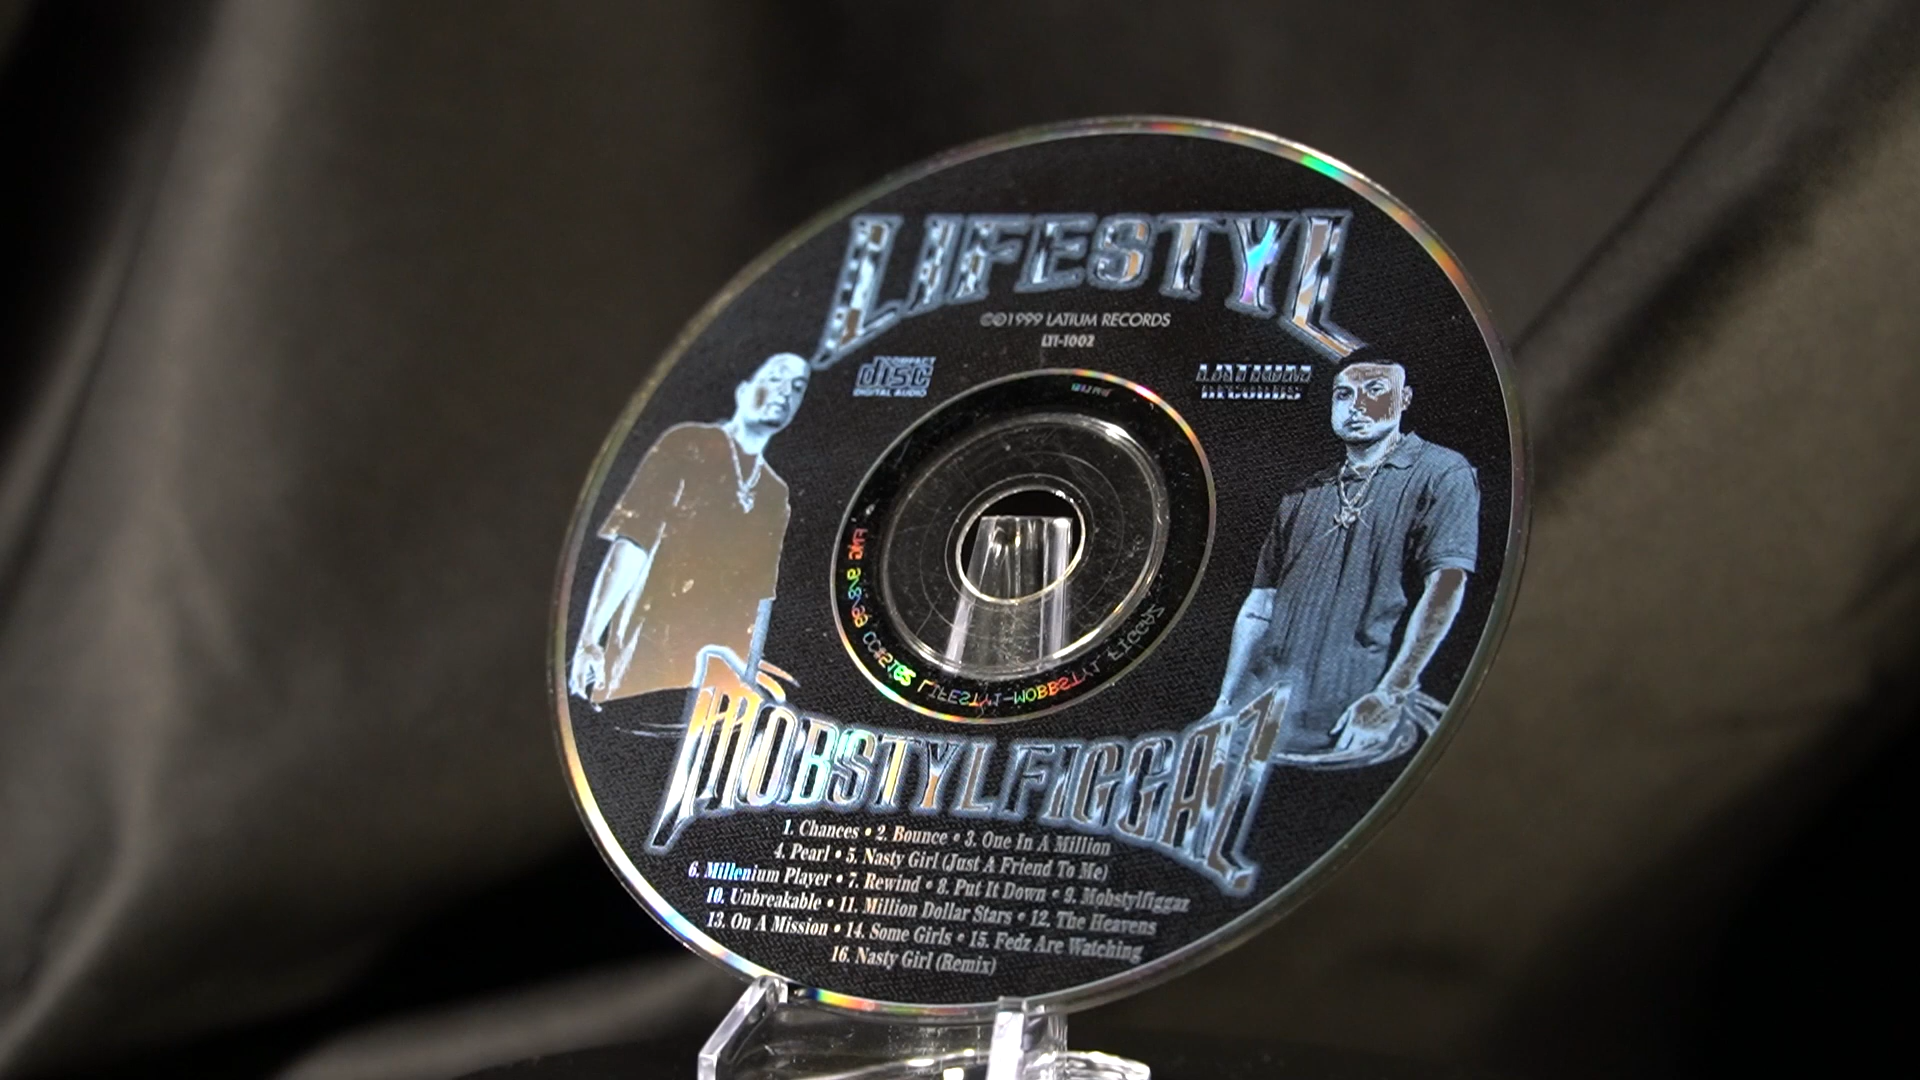 LIFESTYL
©℗1999 LATIUM RECORDS
LTI-1002
COMPACT
disc
DIGITAL AUDIO
LATIUM
RECORDS
MOBSTYLFIGGAZ
1. Chances • 2. Bounce • 3. One In A Million
4. Pearl • 5. Nasty Girl (Just A Friend To Me)
6. Millenium Player • 7. Rewind • 8. Put It Down • 9. Mobstylfiggaz
10. Unbreakable • 11. Million Dollar Stars • 12. The Heavens
13. On A Mission • 14. Some Girls • 15. Fedz Are Watching
16. Nasty Girl (Remix)